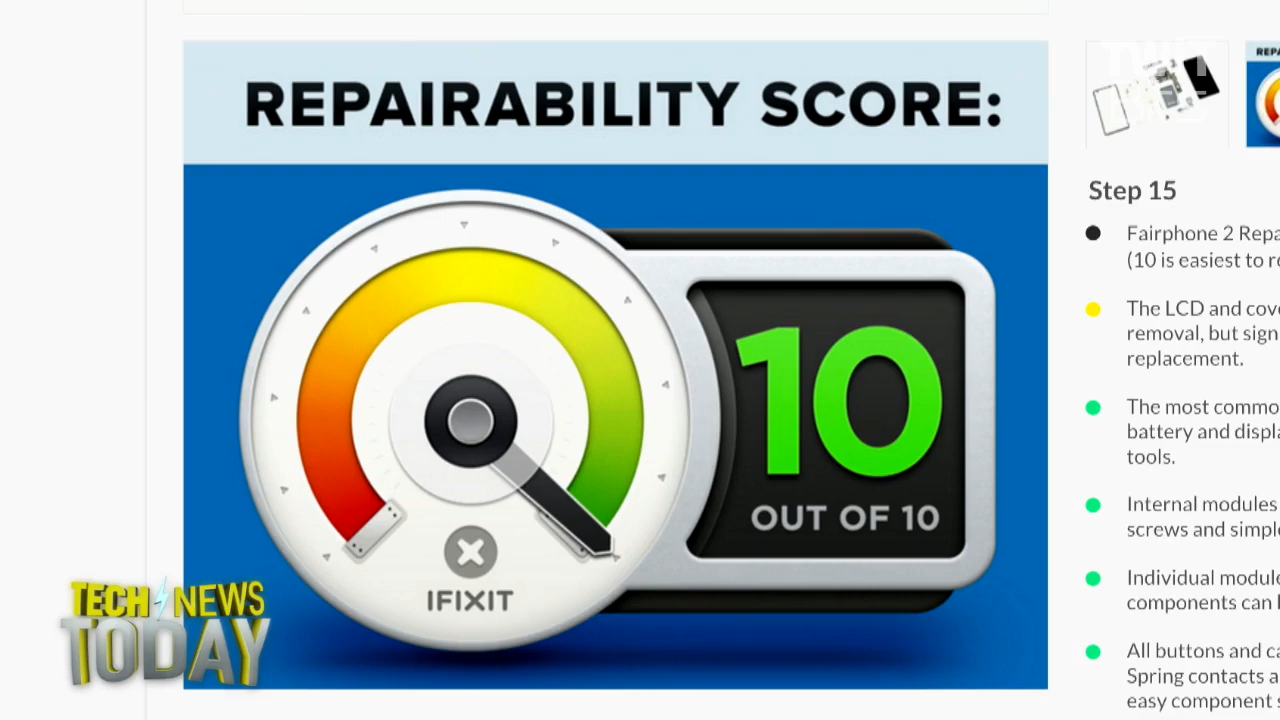 REPAIRABILITY SCORE:
10
OUT OF 10
IFIXIT
TECH NEWS
TODAY
REPA
Step 15
Fairphone 2 Repa
(10 is easiest to re
The LCD and cove
removal, but sign
replacement.
The most commo
battery and displa
tools.
Internal modules
screws and simple
Individual module
components can
All buttons and ca
Spring contacts a
easy component s